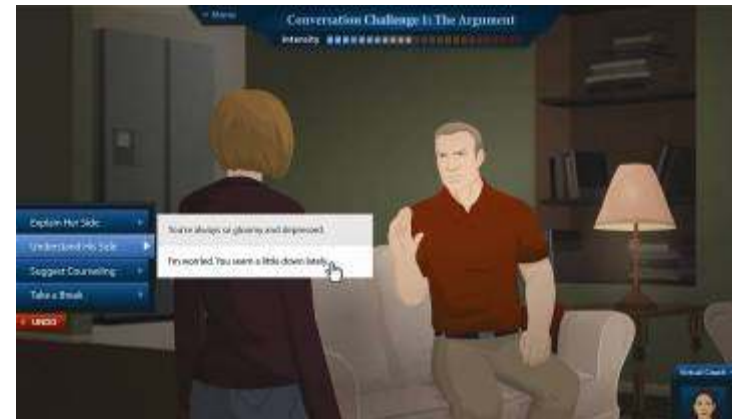 Menu
Conversation Challenge 1: The Argument
Intensity
Explain Her Side
You're always so gloomy and depressed.
Understand His Side
I'm worried. You seem a little down lately.
Suggest Counseling
Take a Break
UNDO
Virtual Coach